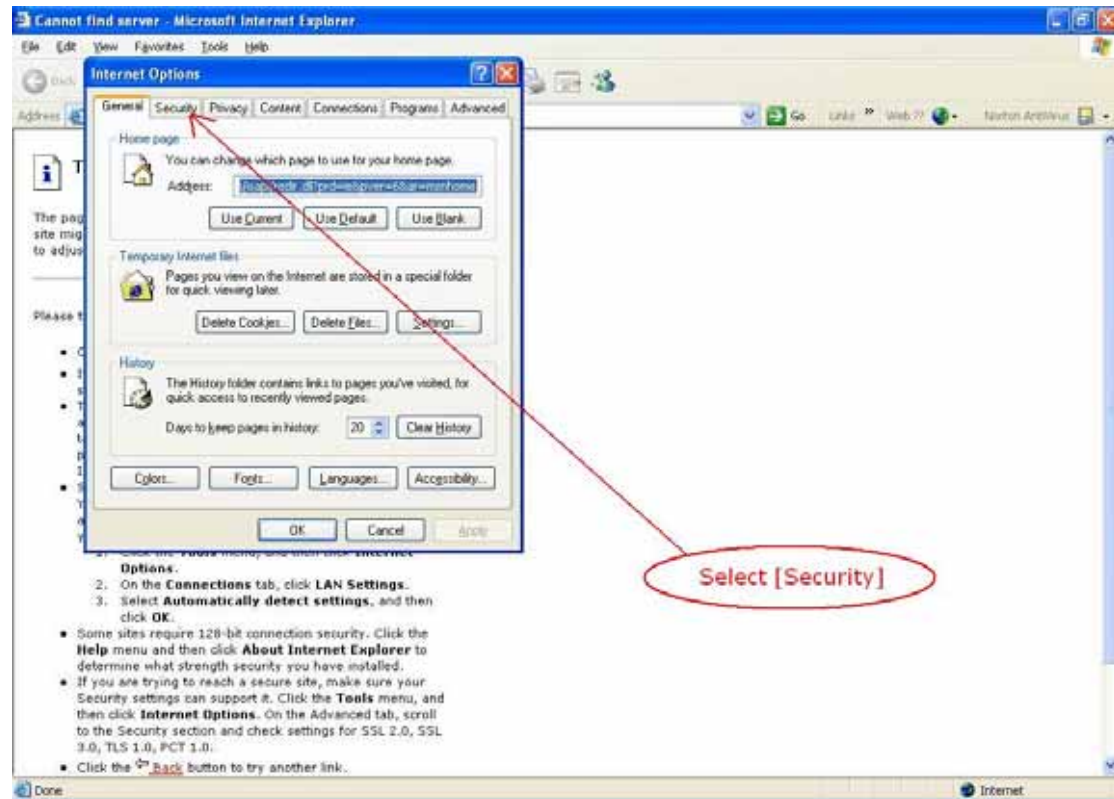 Cannot find server - Microsoft Internet Explorer
File Edit View Favorites Tools Help
Back
Address
Go Links » Web ?? Norton AntiVirus
Internet Options
General Security Privacy Content Connections Programs Advanced
Home page
You can change which page to use for your home page.
Address:
Use Current Use Default Use Blank
Temporary Internet files
Pages you view on the Internet are stored in a special folder
for quick viewing later.
Delete Cookies... Delete Files... Settings...
History
The History folder contains links to pages you've visited, for
quick access to recently viewed pages.
Days to keep pages in history: 20 Clear History
Colors... Fonts... Languages... Accessibility...
OK Cancel Apply
The pag
site mig
to adjus
Please t
Select [Security]
1. Click the Tools menu, and then click Internet
Options.
2. On the Connections tab, click LAN Settings.
3. Select Automatically detect settings, and then
click OK.
• Some sites require 128-bit connection security. Click the
Help menu and then click About Internet Explorer to
determine what strength security you have installed.
• If you are trying to reach a secure site, make sure your
Security settings can support it. Click the Tools menu, and
then click Internet Options. On the Advanced tab, scroll
to the Security section and check settings for SSL 2.0, SSL
3.0, TLS 1.0, PCT 1.0.
• Click the Back button to try another link.
Done Internet